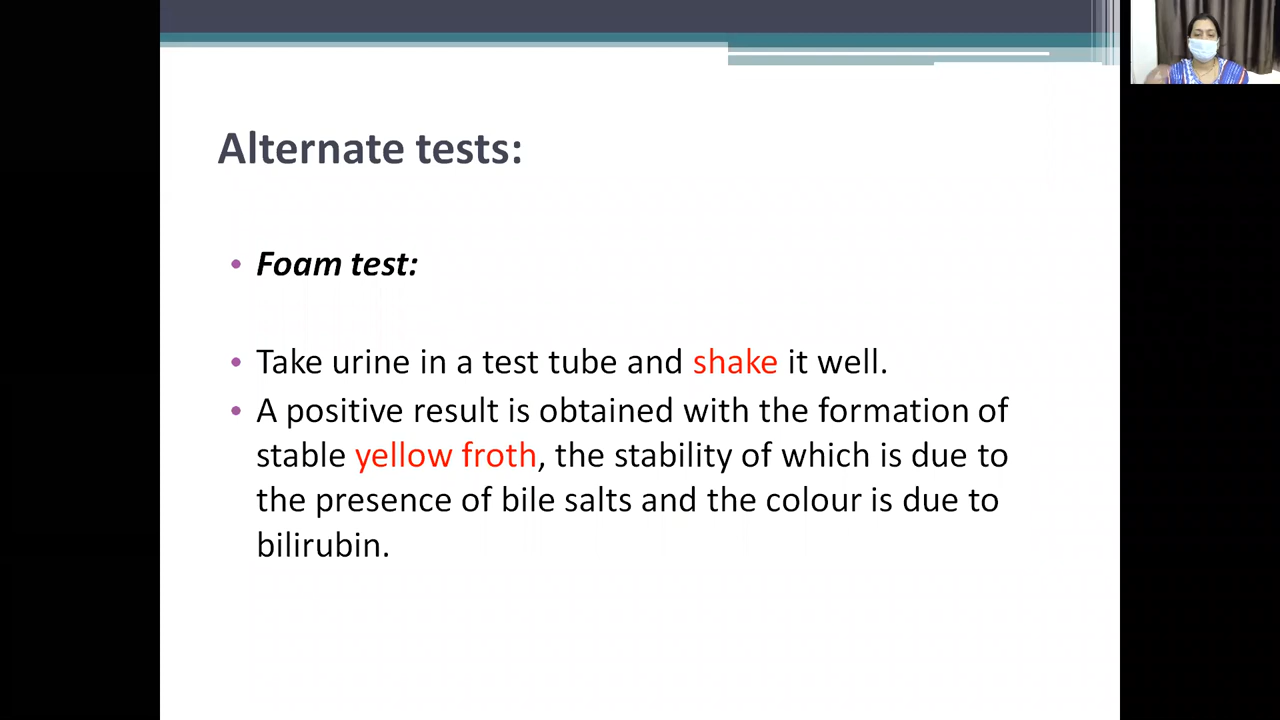 Alternate tests:
Foam test:
Take urine in a test tube and shake it well.
A positive result is obtained with the formation of
stable yellow froth, the stability of which is due to
the presence of bile salts and the colour is due to
bilirubin.